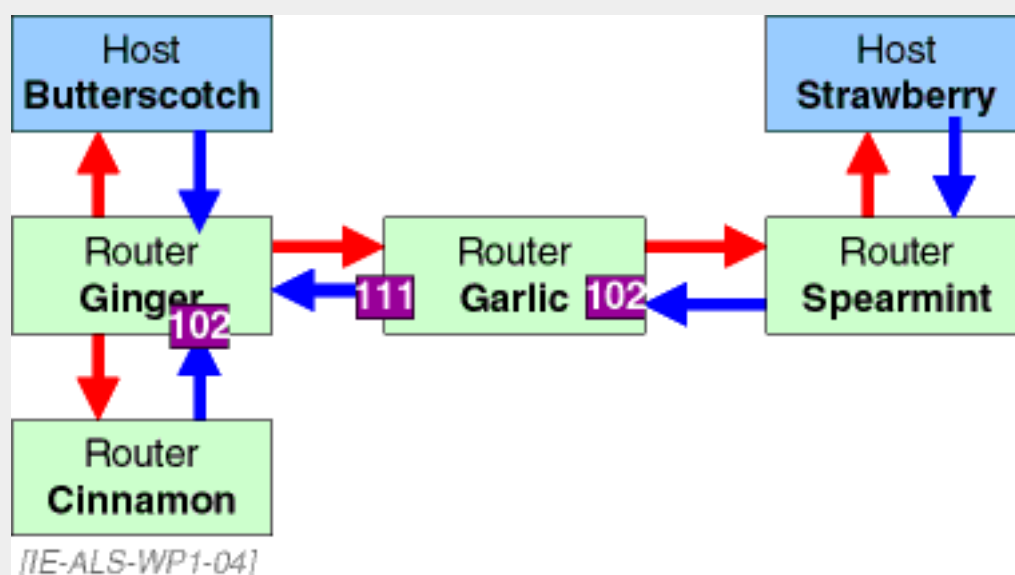 Host
Butterscotch
Host
Strawberry
Router
Ginger
102
111
Router
Garlic
102
Router
Spearmint
Router
Cinnamon
[IE-ALS-WP1-04]